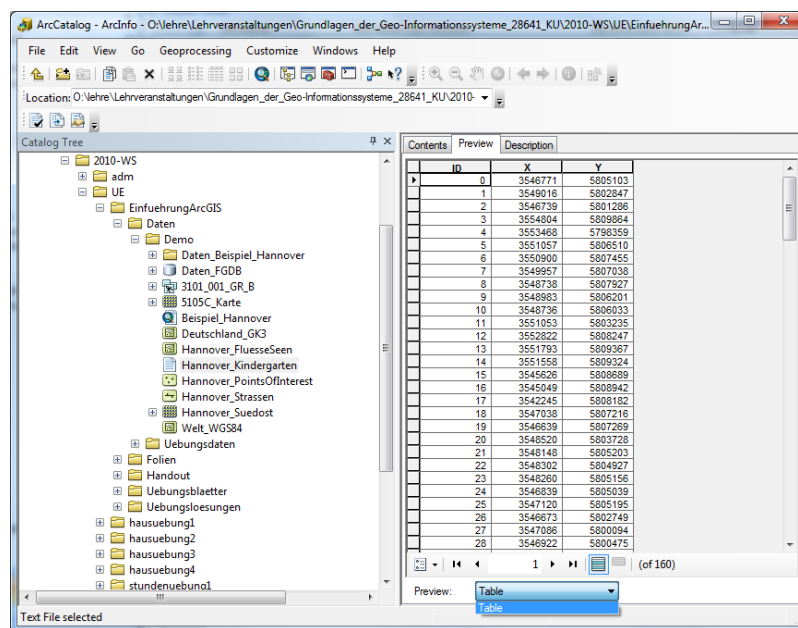 ArcCatalog - ArcInfo - O:\lehre\Lehrveranstaltungen\Grundlagen_der_Geo-Informationssysteme_28641_KU\2010-WS\UE\EinfuehrungAr...
File Edit View Go Geoprocessing Customize Windows Help
Location: O:\lehre\Lehrveranstaltungen\Grundlagen_der_Geo-Informationssysteme_28641_KU\2010-
Catalog Tree
2010-WS
adm
UE
EinfuehrungArcGIS
Daten
Demo
Daten_Beispiel_Hannover
Daten_FGDB
3101_001_GR_B
5105C_Karte
Beispiel_Hannover
Deutschland_GK3
Hannover_FluesseSeen
Hannover_Kindergarten
Hannover_PointsOfInterest
Hannover_Strassen
Hannover_Suedost
Welt_WGS84
Uebungsdaten
Folien
Handout
Uebungsblaetter
Uebungsloesungen
hausuebung1
hausuebung2
hausuebung3
hausuebung4
stundenuebung1
Contents Preview Description
ID X Y
0 3546771 5805103
1 3549016 5802847
2 3546739 5801286
3 3554804 5809864
4 3553468 5798359
5 3551057 5806510
6 3550900 5807455
7 3549957 5807038
8 3548738 5807927
9 3548983 5806201
10 3548736 5806033
11 3551053 5803235
12 3552822 5808247
13 3551793 5809367
14 3551558 5809324
15 3545626 5808689
16 3545049 5808942
17 3542245 5808182
18 3547038 5807216
19 3546639 5807269
20 3548520 5803728
21 3548148 5805203
22 3548302 5804927
23 3548260 5805156
24 3546839 5805039
25 3547120 5805195
26 3546673 5802749
27 3547086 5800094
28 3546922 5800475
1 (of 160)
Preview: Table
Table
Text File selected